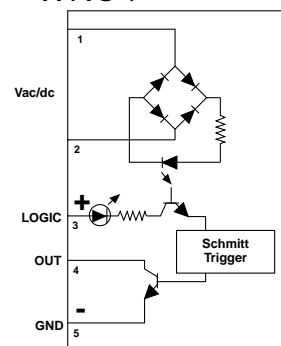 1
Vac/dc
2
+
LOGIC
3
Schmitt
Trigger
OUT
4
-
GND
5